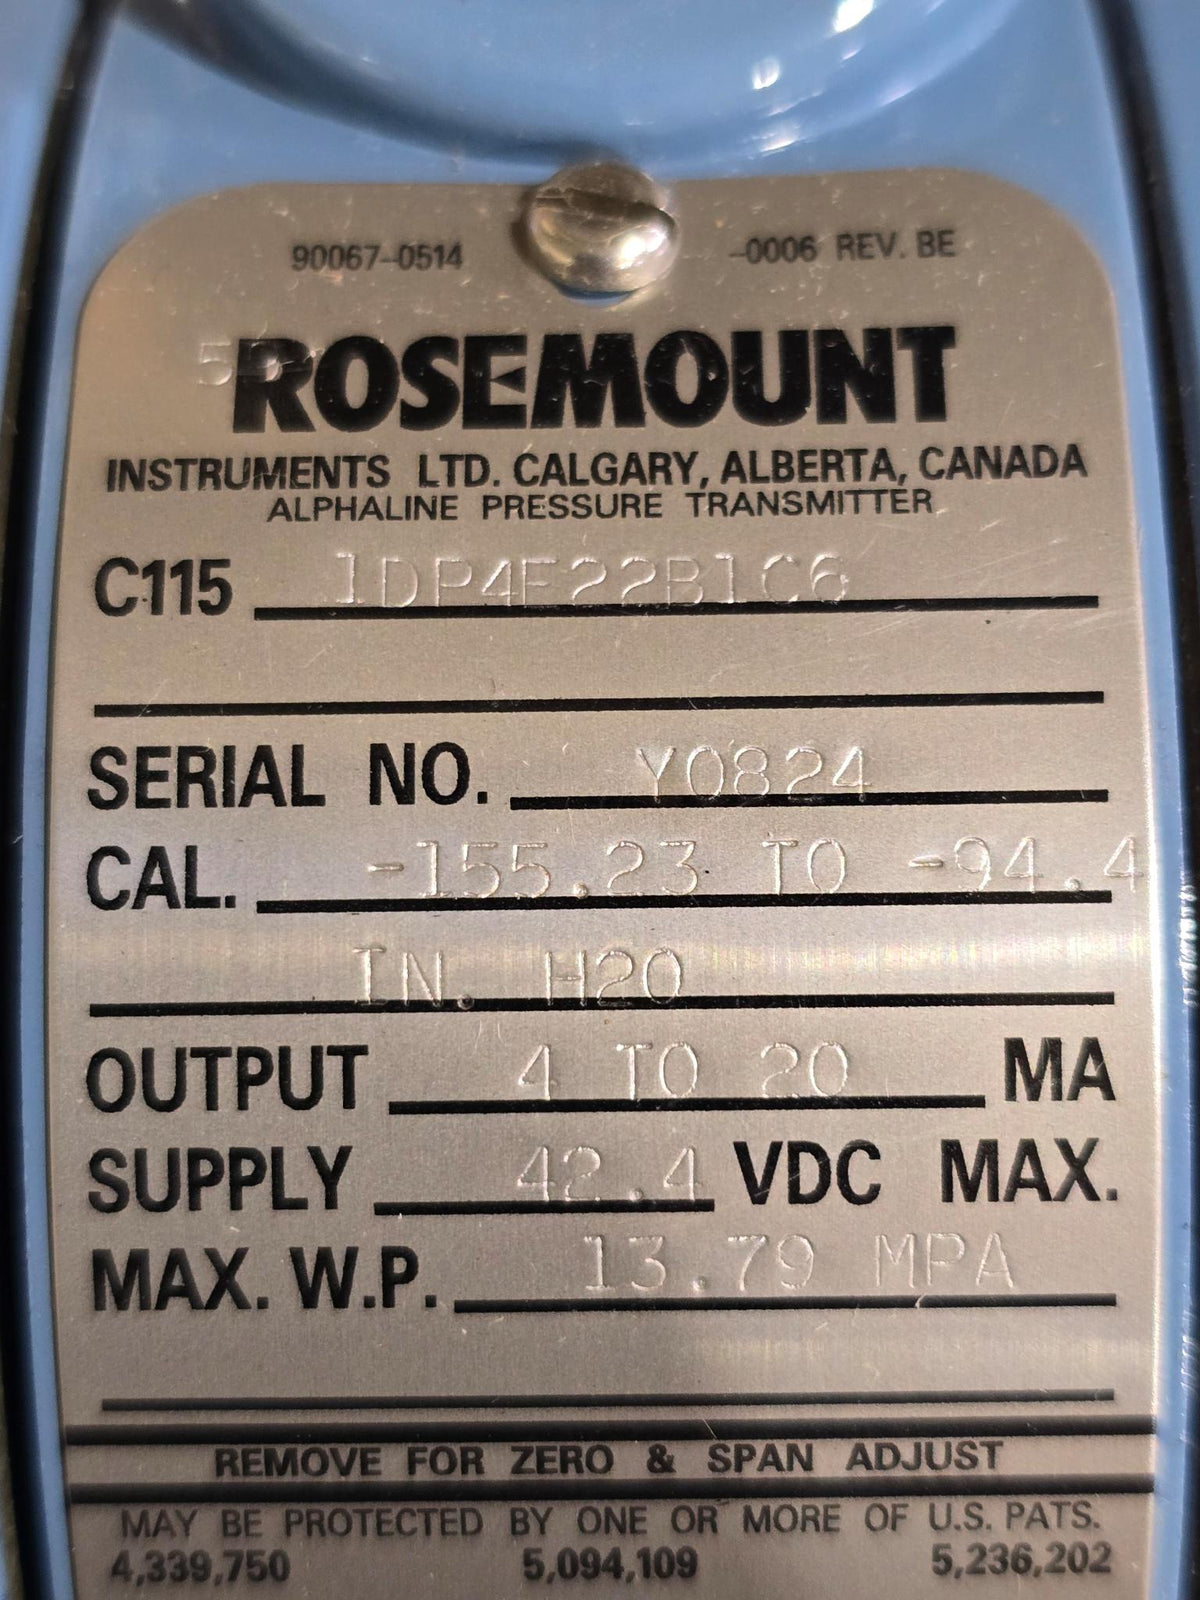 90067-0514 -0006 REV. BE
ROSEMOUNT
INSTRUMENTS LTD. CALGARY, ALBERTA, CANADA
ALPHALINE PRESSURE TRANSMITTER
C115 1DP4E22B1C6
SERIAL NO. Y0824
CAL. -155.23 TO -94.4
IN. H2O
OUTPUT 4 TO 20 MA
SUPPLY 42.4 VDC MAX.
MAX. W.P. 13.79 MPA
REMOVE FOR ZERO & SPAN ADJUST
MAY BE PROTECTED BY ONE OR MORE OF U.S. PATS.
4,339,750 5,094,109 5,236,202